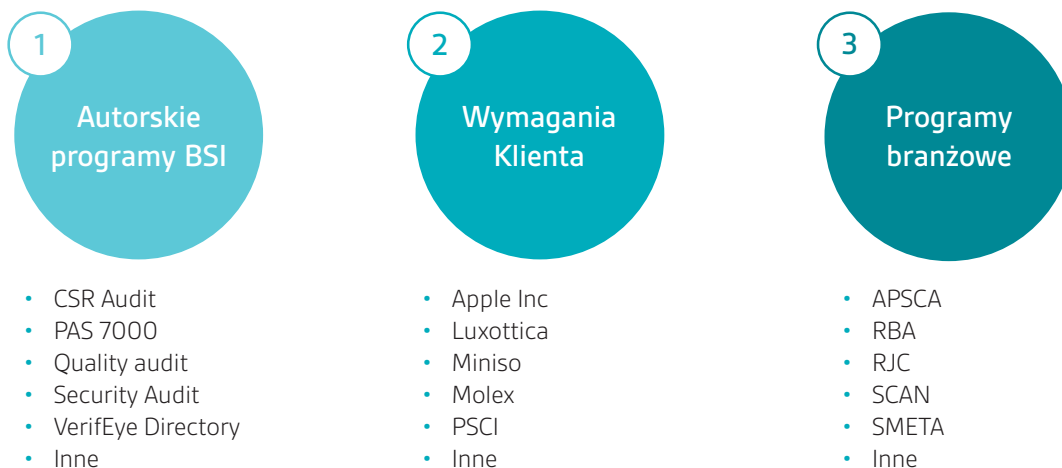 1
Autorskie
programy BSI
• CSR Audit
• PAS 7000
• Quality audit
• Security Audit
• VerifEye Directory
• Inne
2
Wymagania
Klienta
• Apple Inc
• Luxottica
• Miniso
• Molex
• PSCI
• Inne
3
Programy
branżowe
• APSCA
• RBA
• RJC
• SCAN
• SMETA
• Inne